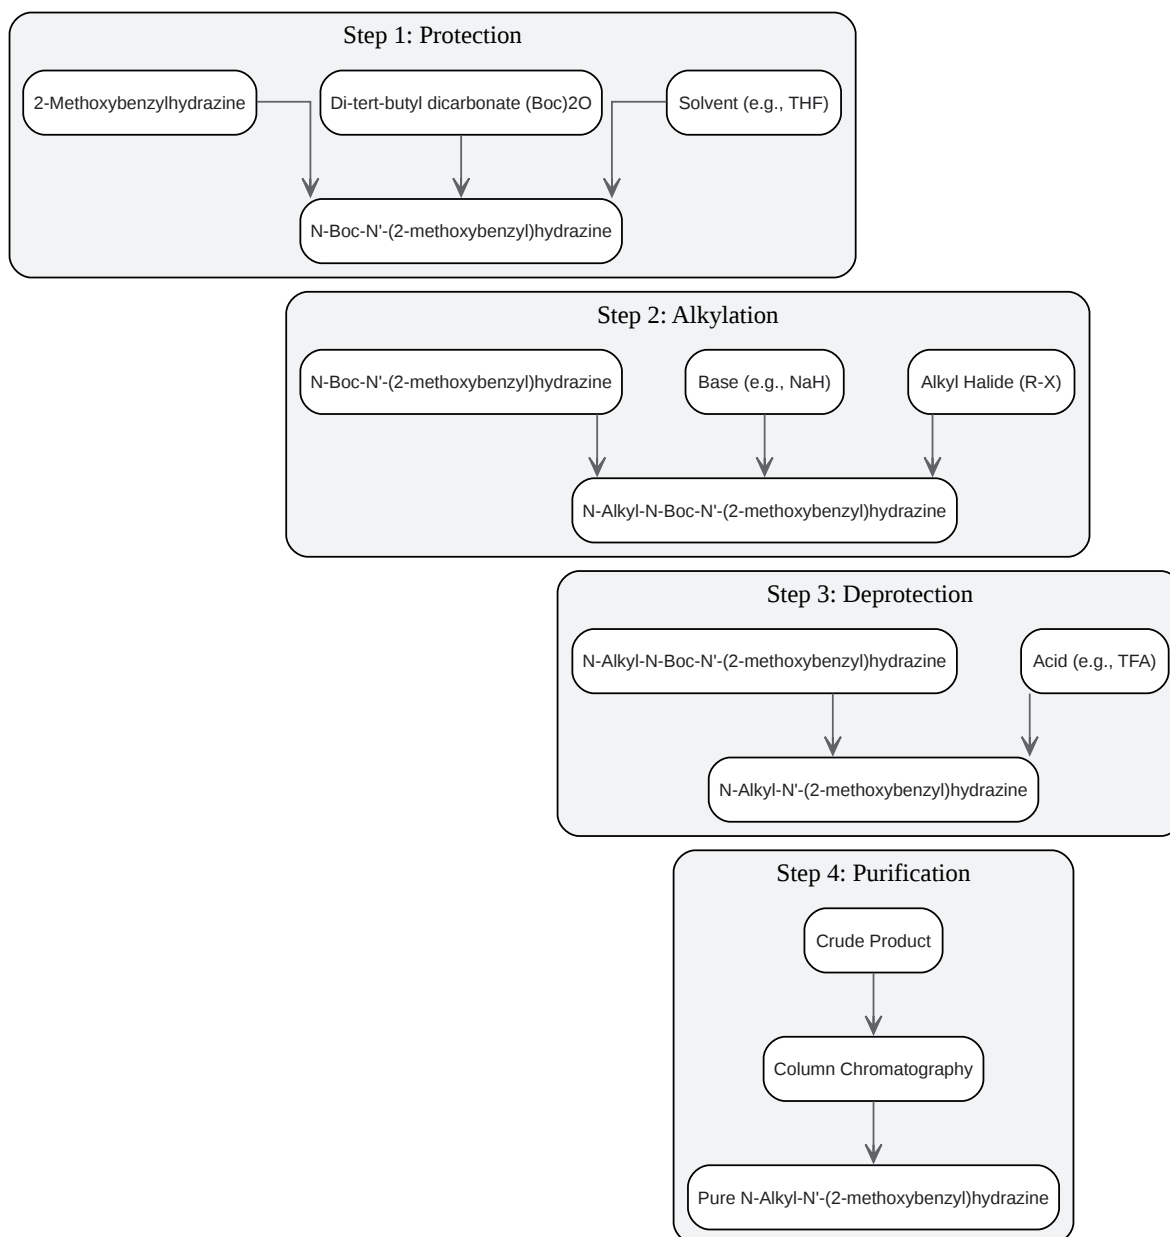 Step 1: Protection
2-Methoxybenzylhydrazine
Di-tert-butyl dicarbonate (Boc)2O
Solvent (e.g., THF)
N-Boc-N'-(2-methoxybenzyl)hydrazine
Step 2: Alkylation
N-Boc-N'-(2-methoxybenzyl)hydrazine
Base (e.g., NaH)
Alkyl Halide (R-X)
N-Alkyl-N-Boc-N'-(2-methoxybenzyl)hydrazine
Step 3: Deprotection
N-Alkyl-N-Boc-N'-(2-methoxybenzyl)hydrazine
Acid (e.g., TFA)
N-Alkyl-N'-(2-methoxybenzyl)hydrazine
Step 4: Purification
Crude Product
Column Chromatography
Pure N-Alkyl-N'-(2-methoxybenzyl)hydrazine